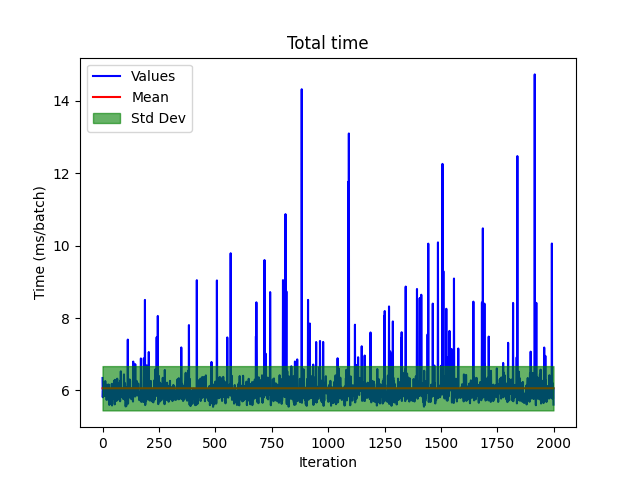 Total time
Values
Mean
Std Dev
Time (ms/batch)
14
12
10
8
6
0 250 500 750 1000 1250 1500 1750 2000
Iteration